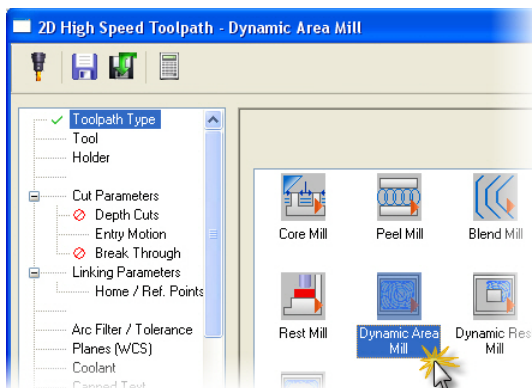 2D High Speed Toolpath - Dynamic Area Mill
Toolpath Type
Tool
Holder
Cut Parameters
Depth Cuts
Entry Motion
Break Through
Linking Parameters
Home / Ref. Points
Arc Filter / Tolerance
Planes (WCS)
Coolant
Canned Text
Core Mill
Peel Mill
Blend Mill
Rest Mill
Dynamic Area
Mill
Dynamic Res
Mill